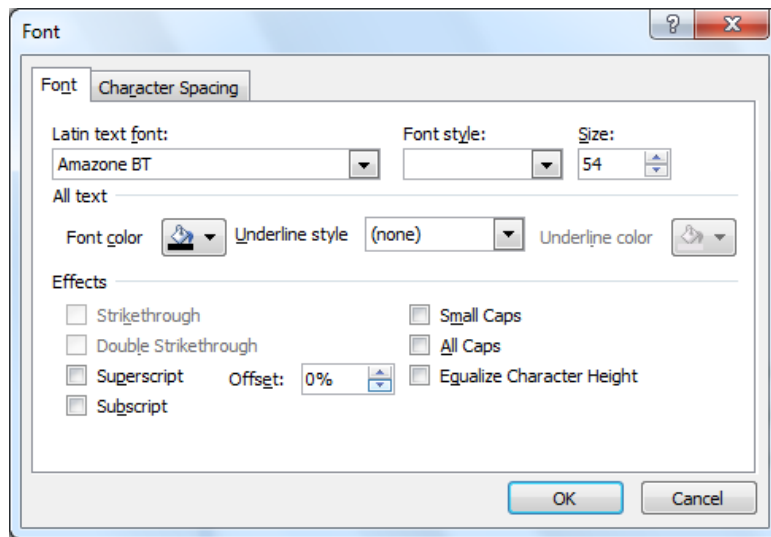 Font
Font Character Spacing
Latin text font: Font style: Size:
Amazone BT 54
All text
Font color Underline style (none) Underline color
Effects
Strikethrough Small Caps
Double Strikethrough All Caps
Superscript Offset: 0% Equalize Character Height
Subscript
OK Cancel